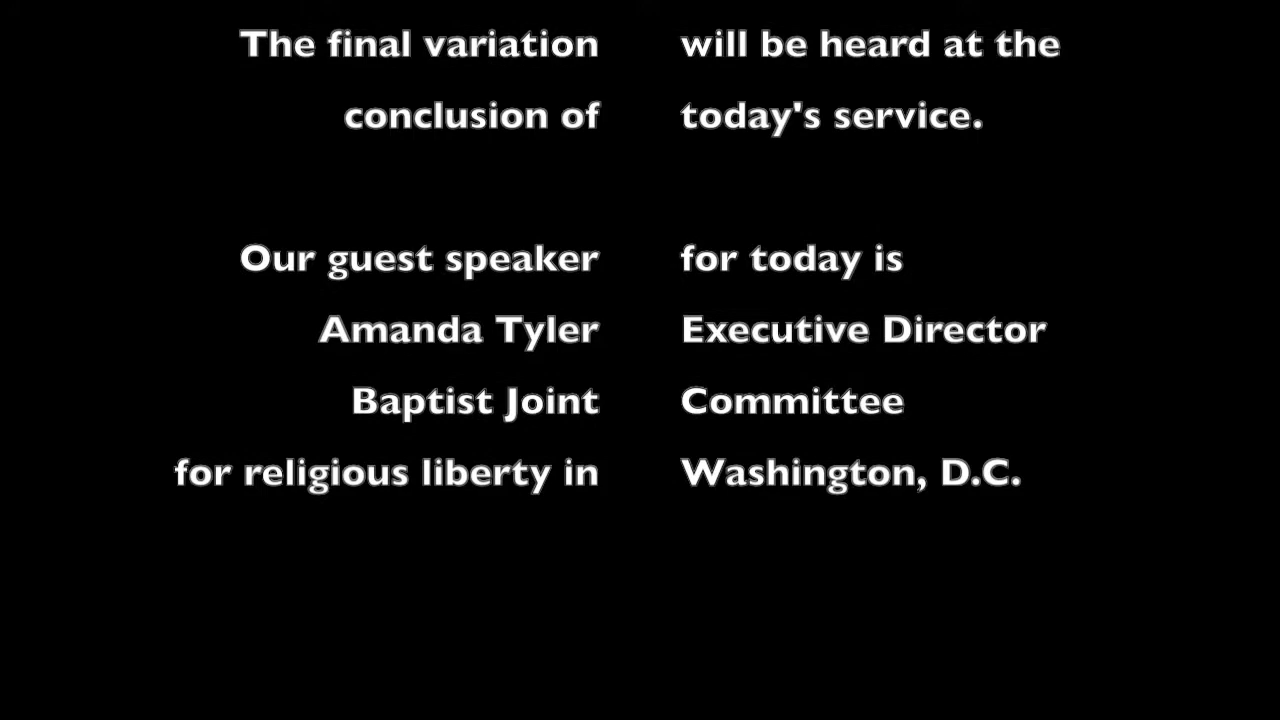 The final variation will be heard at the
conclusion of today's service.
Our guest speaker for today is
Amanda Tyler Executive Director
Baptist Joint Committee
for religious liberty in Washington, D.C.